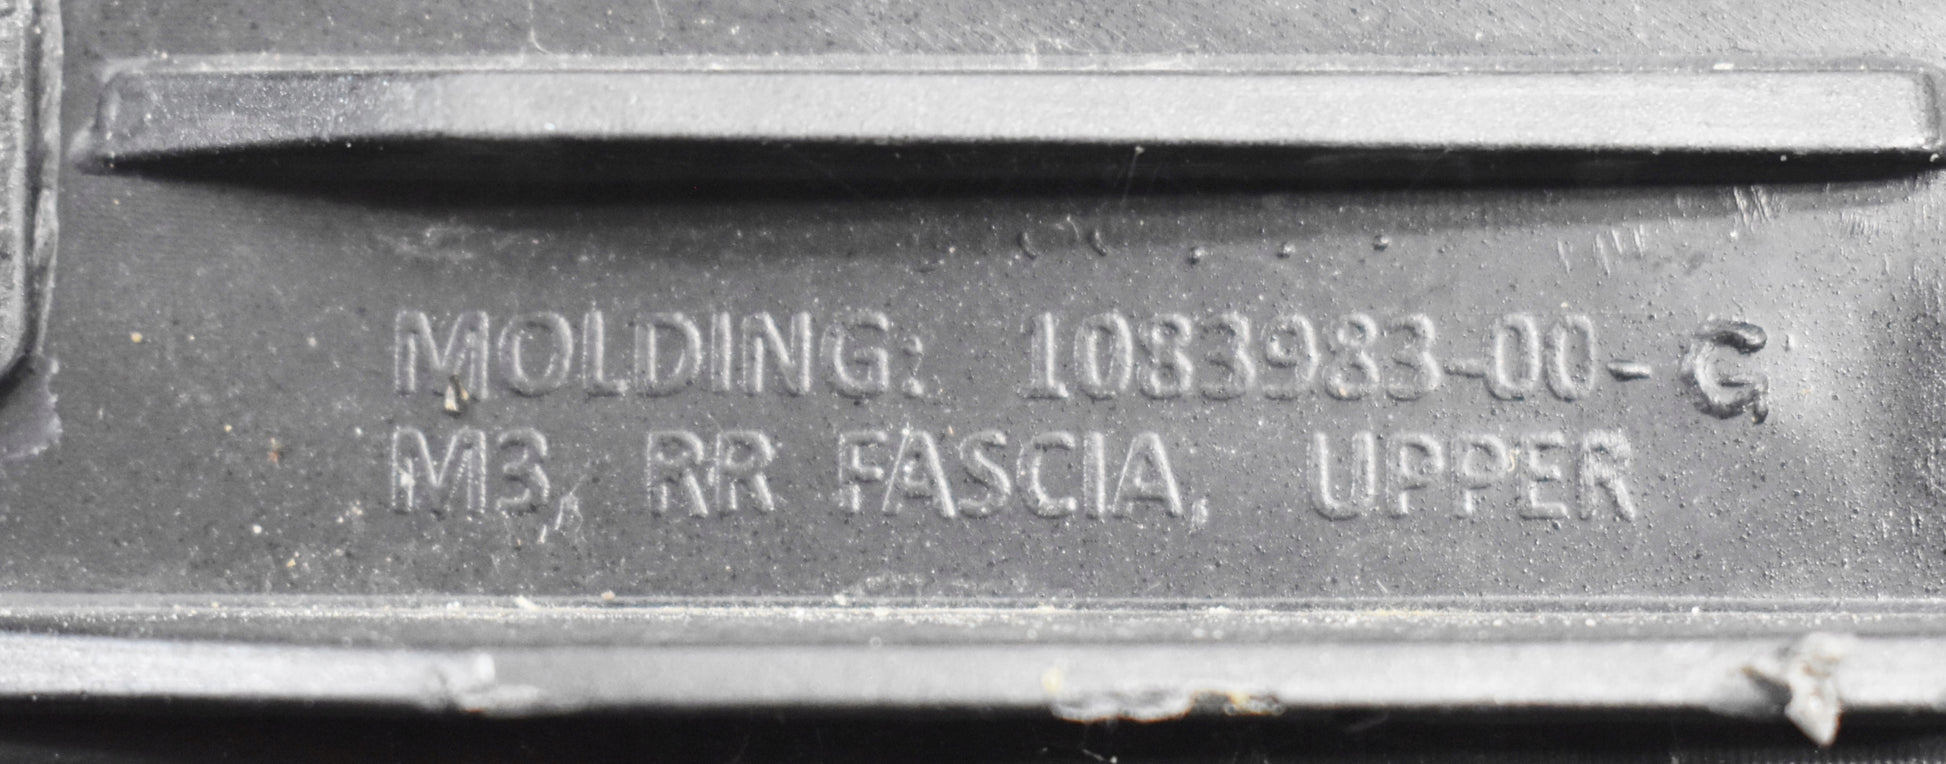 MOLDING: 1083983-00-G
M3, RR FASCIA, UPPER